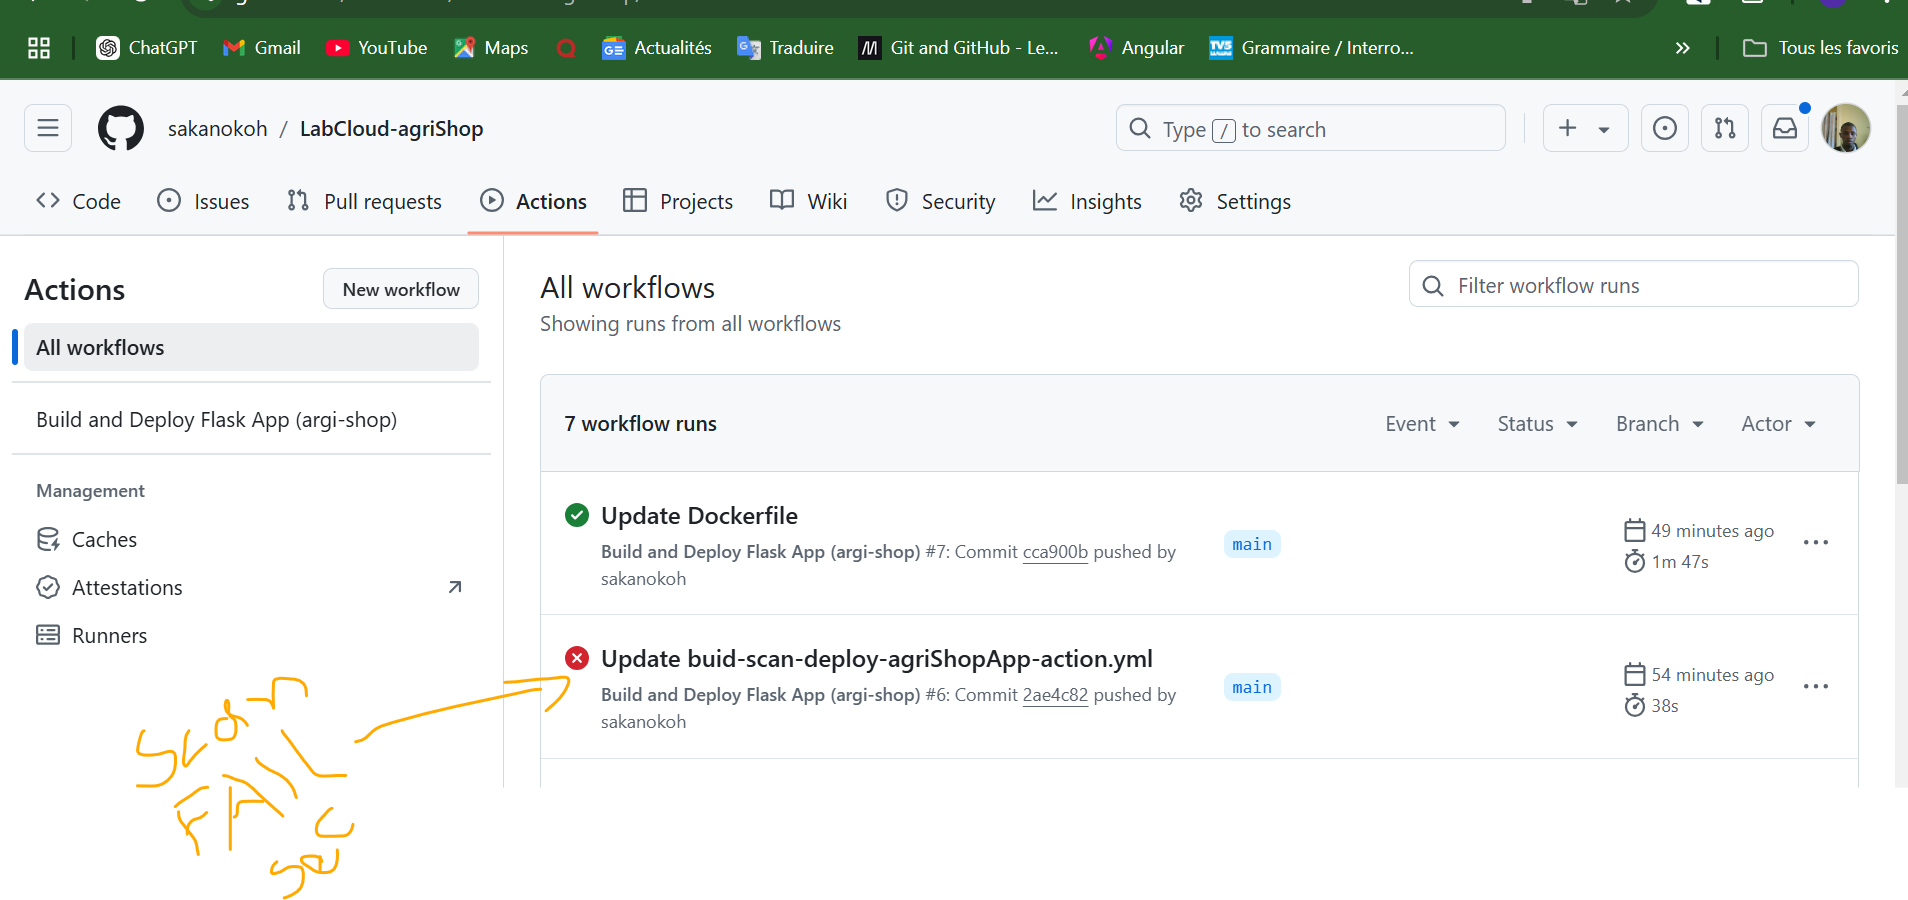 ChatGPT Gmail YouTube Maps Actualités Traduire Git and GitHub - Le... Angular Grammaire / Interro... » Tous les favoris
sakanokoh / LabCloud-agriShop Type / to search
Code Issues Pull requests Actions Projects Wiki Security Insights Settings
Actions New workflow
All workflows
Build and Deploy Flask App (argi-shop)
Management
Caches
Attestations
Runners
All workflows Filter workflow runs
Showing runs from all workflows
7 workflow runs Event Status Branch Actor
Update Dockerfile
Build and Deploy Flask App (argi-shop) #7: Commit cca900b pushed by
sakanokoh
main
49 minutes ago
1m 47s
Update buid-scan-deploy-agriShopApp-action.yml
Build and Deploy Flask App (argi-shop) #6: Commit 2ae4c82 pushed by
sakanokoh
main
54 minutes ago
38s
Scan
FAIL